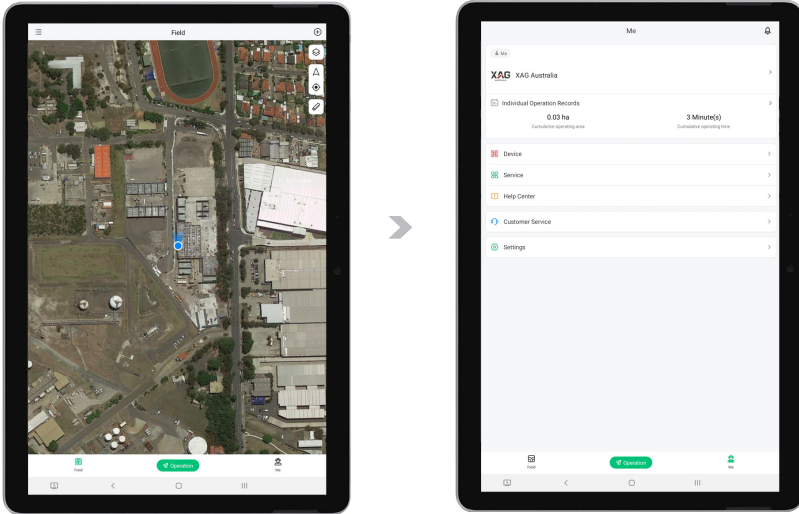 Field
Field
Operation
Me
Me
Me
XAG
XAG Australia
Individual Operation Records
0.03 ha
3 Minute(s)
Cumulative operating area
Cumulative operating time
Device
Service
Help Center
Customer Service
Settings
Field
Operation
Me